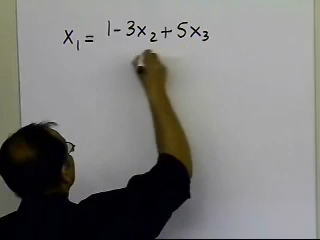 x₁ = 1 - 3x₂ + 5x₃